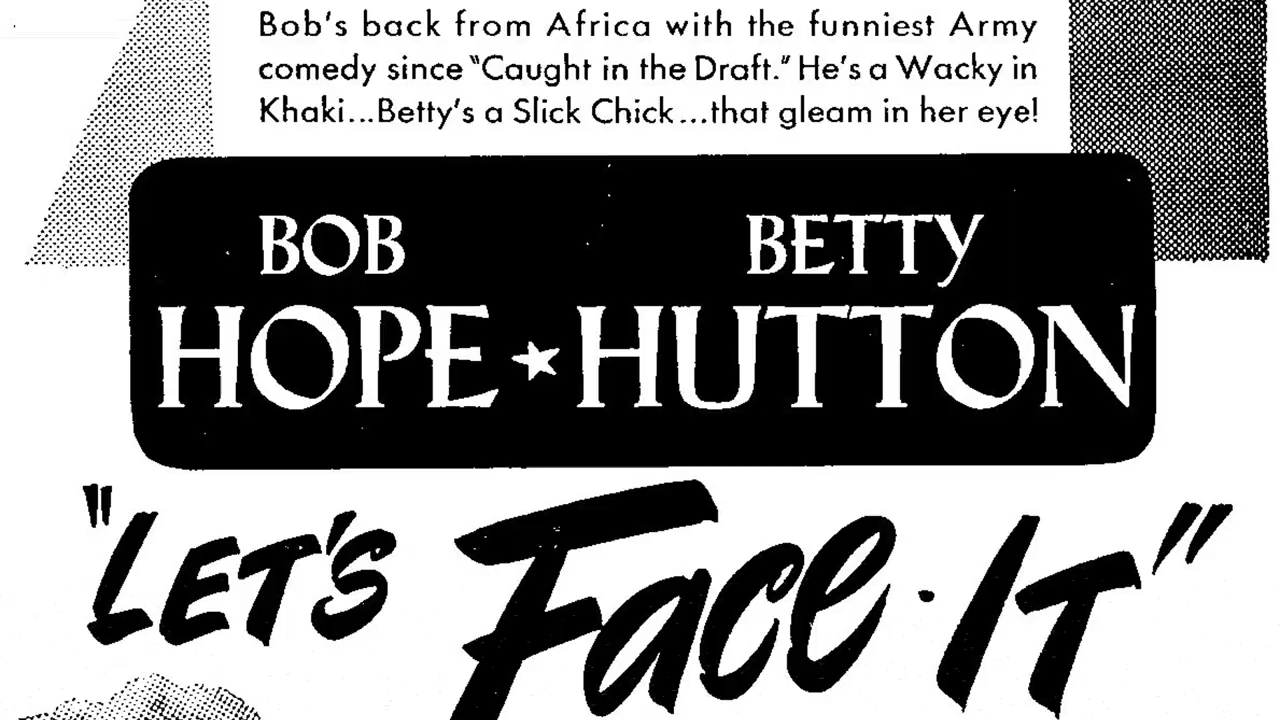 Bob's back from Africa with the funniest Army
comedy since "Caught in the Draft." He's a Wacky in
Khaki...Betty's a Slick Chick...that gleam in her eye!
BOB BETTY
HOPE ★ HUTTON
"LET'S Face IT"